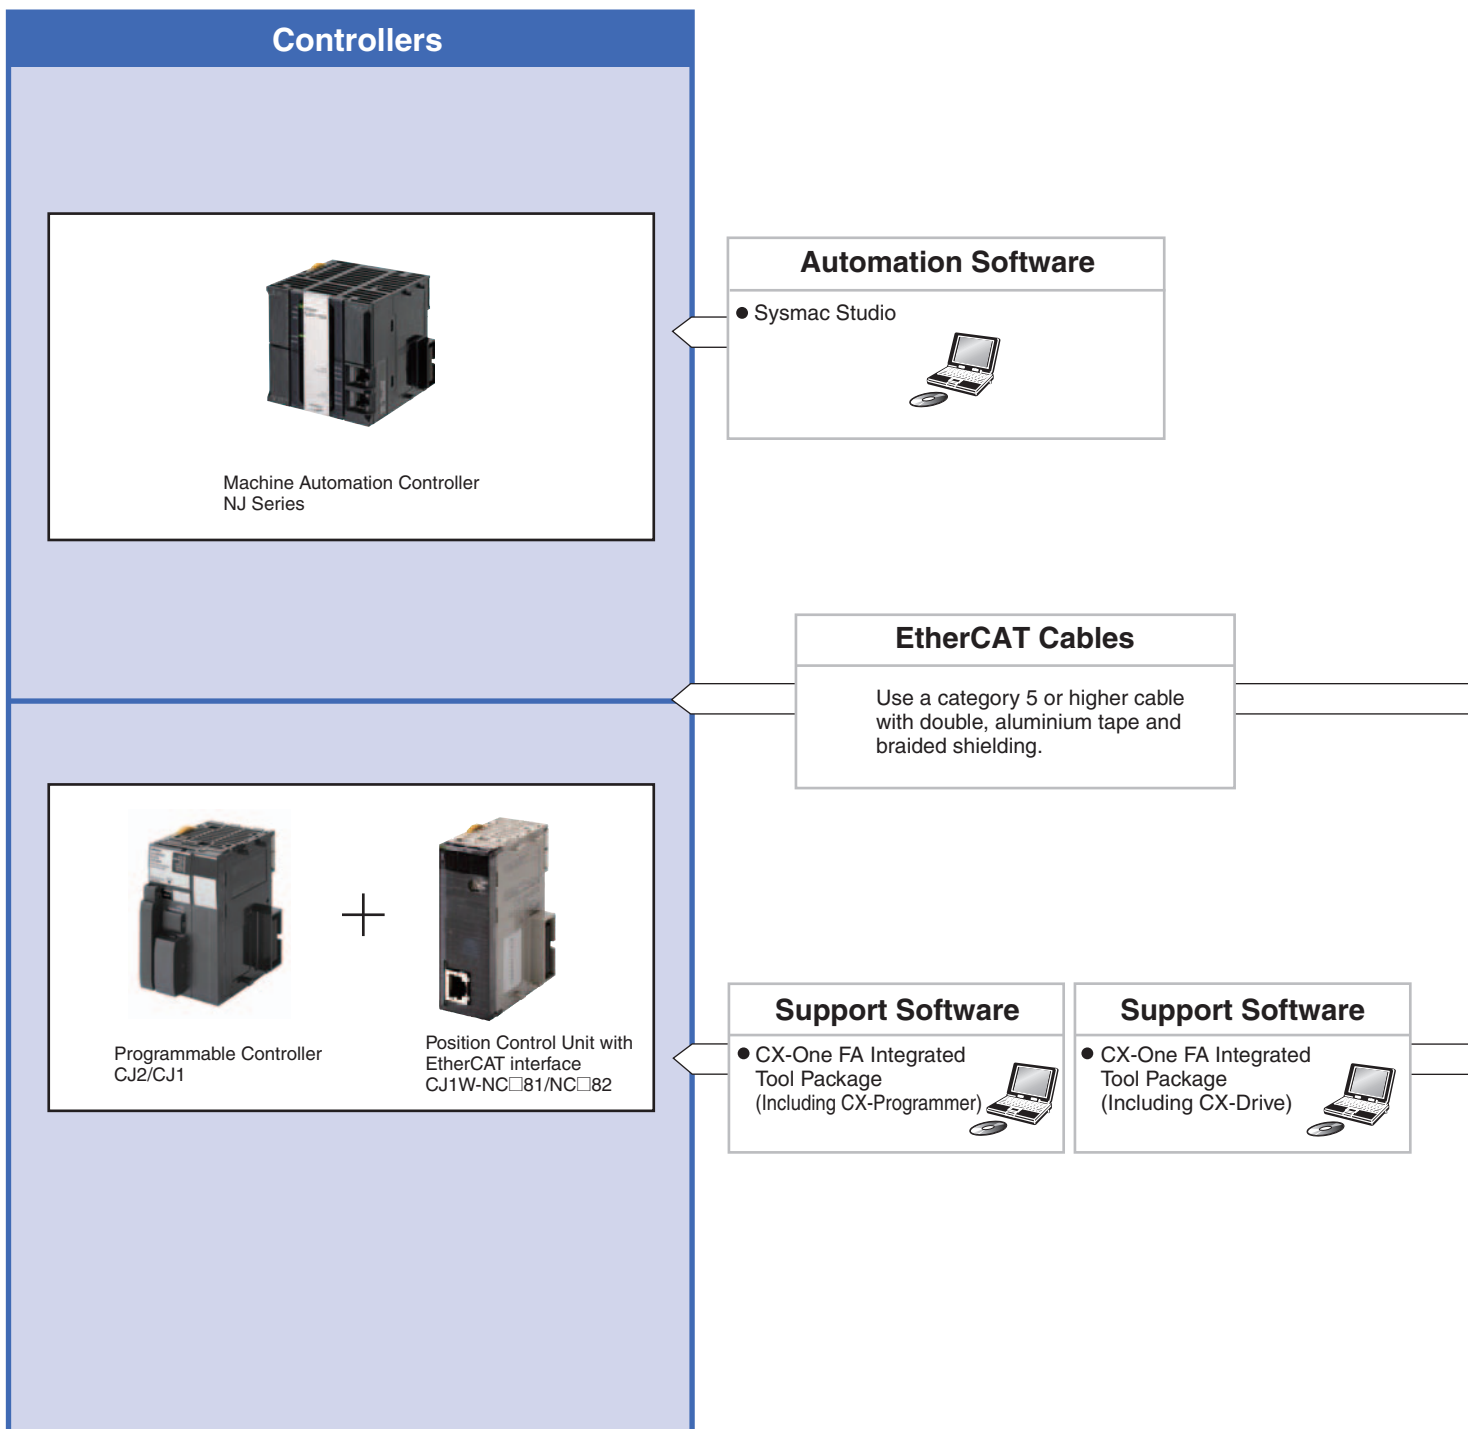 Controllers
Machine Automation Controller
NJ Series
Automation Software
● Sysmac Studio
EtherCAT Cables
Use a category 5 or higher cable
with double, aluminium tape and
braided shielding.
Programmable Controller
CJ2/CJ1
Position Control Unit with
EtherCAT interface
CJ1W-NC□81/NC□82
Support Software
● CX-One FA Integrated
Tool Package
(Including CX-Programmer)
Support Software
● CX-One FA Integrated
Tool Package
(Including CX-Drive)